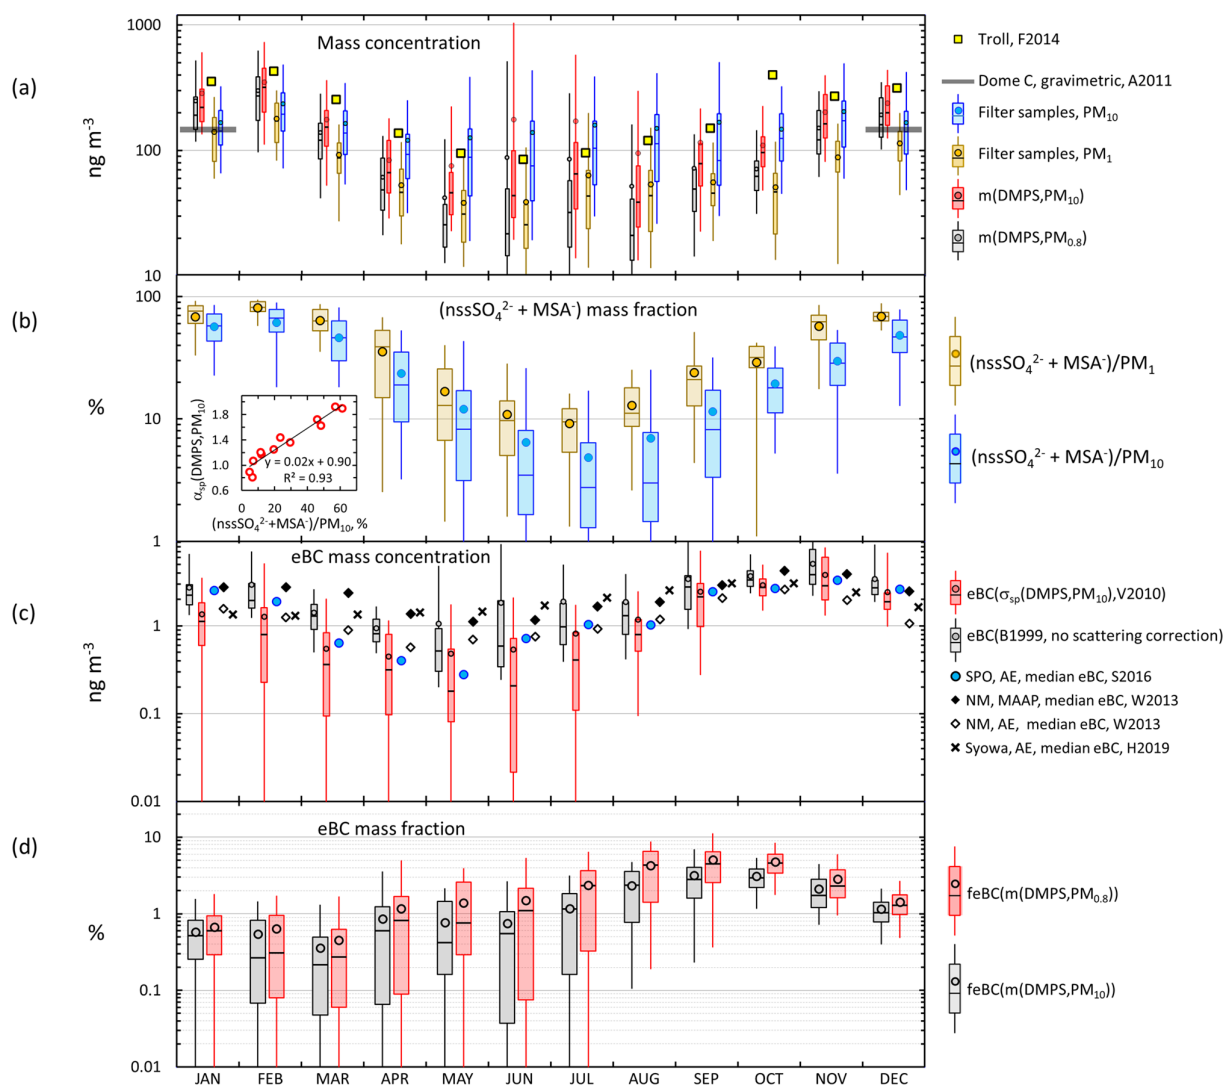 (a)
Mass concentration
1000
100
10
ng m⁻³
Troll, F2014
Dome C, gravimetric, A2011
Filter samples, PM₁₀
Filter samples, PM₁
m(DMPS,PM₁₀)
m(DMPS,PM₀.₈)
(b)
(nssSO₄²⁻ + MSA⁻) mass fraction
100
10
1
%
αsp(DMPS,PM₁₀)
1.8
1.4
1.0
0.6
y = 0.02x + 0.90
R² = 0.93
0 10 20 30 40 50 60
(nssSO₄²⁻+MSA⁻)/PM₁₀, %
(nssSO₄²⁻ + MSA⁻)/PM₁
(nssSO₄²⁻ + MSA⁻)/PM₁₀
(c)
eBC mass concentration
1
0.1
0.01
ng m⁻³
eBC(σsp(DMPS,PM₁₀),V2010)
eBC(B1999, no scattering correction)
SPO, AE, median eBC, S2016
NM, MAAP, median eBC, W2013
NM, AE, median eBC, W2013
Syowa, AE, median eBC, H2019
(d)
eBC mass fraction
10
1
0.1
0.01
%
feBC(m(DMPS,PM₀.₈))
feBC(m(DMPS,PM₁₀))
JAN FEB MAR APR MAY JUN JUL AUG SEP OCT NOV DEC